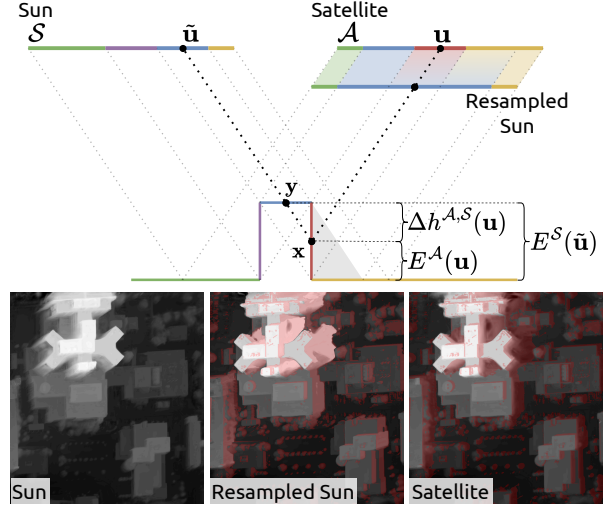 Sun
Satellite
𝒮
ũ
𝒜
u
Resampled
Sun
y
x
Δh^{𝒜,𝒮}(u)
E^𝒜(u)
E^𝒮(ũ)
Sun
Resampled Sun
Satellite